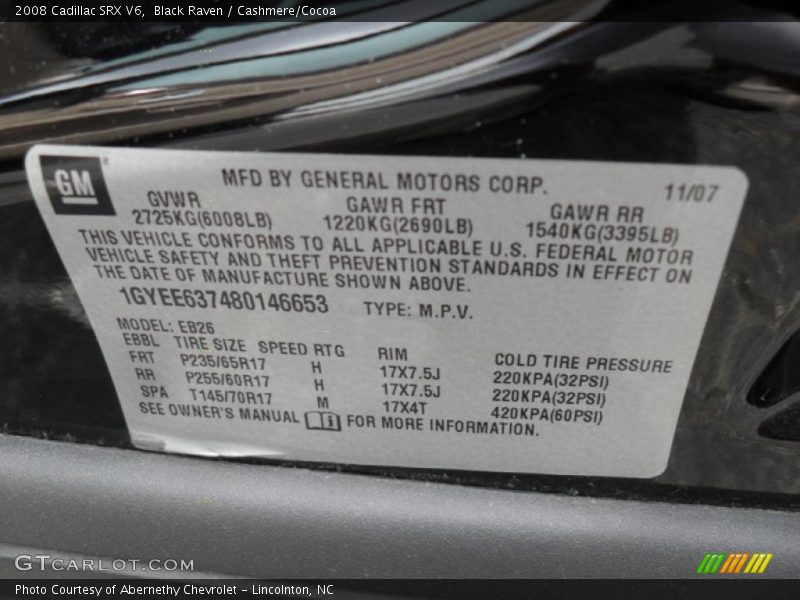 2008 Cadillac SRX V6, Black Raven / Cashmere/Cocoa
GM
MFD BY GENERAL MOTORS CORP. 11/07
GVWR GAWR FRT GAWR RR
2725KG(6008LB) 1220KG(2690LB) 1540KG(3395LB)
THIS VEHICLE CONFORMS TO ALL APPLICABLE U.S. FEDERAL MOTOR
VEHICLE SAFETY AND THEFT PREVENTION STANDARDS IN EFFECT ON
THE DATE OF MANUFACTURE SHOWN ABOVE.
1GYEE637480146653 TYPE: M.P.V.
MODEL: EB26
EBBL TIRE SIZE SPEED RTG RIM COLD TIRE PRESSURE
FRT P235/65R17 H 17X7.5J 220KPA(32PSI)
RR P255/60R17 H 17X7.5J 220KPA(32PSI)
SPA T145/70R17 M 17X4T 420KPA(60PSI)
SEE OWNER'S MANUAL i FOR MORE INFORMATION.
GTCARLOT.COM
Photo Courtesy of Abernethy Chevrolet – Lincolnton, NC